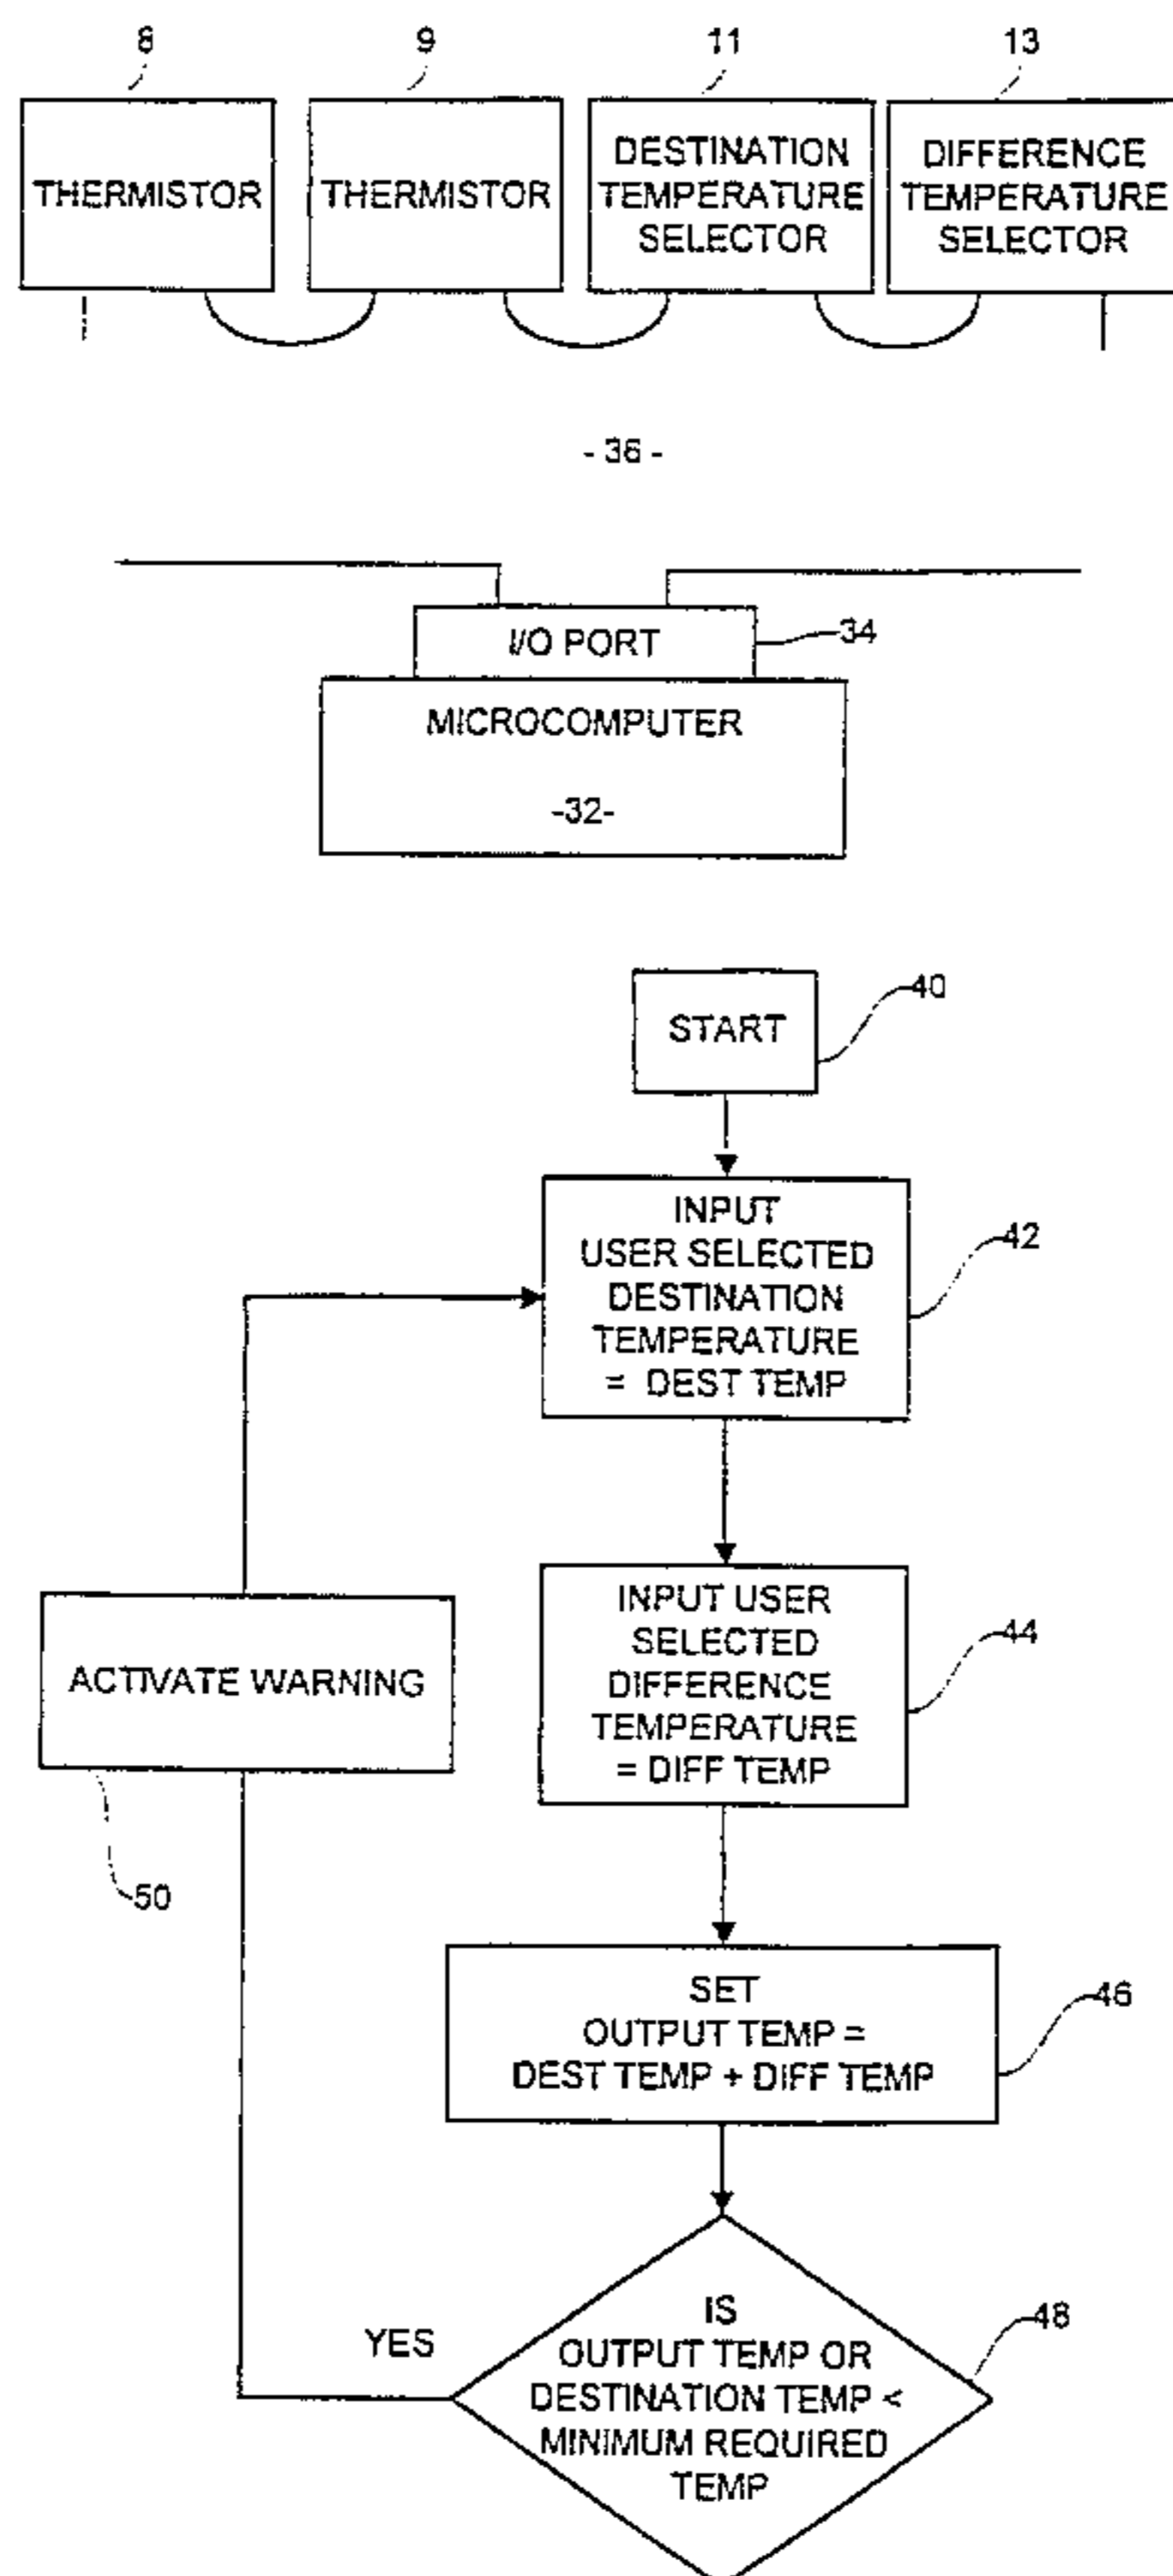 8 9 11 13
THERMISTOR
THERMISTOR
DESTINATION
TEMPERATURE
SELECTOR
DIFFERENCE
TEMPERATURE
SELECTOR
- 36 -
I/O PORT
34
MICROCOMPUTER
-32-
START
40
INPUT
USER SELECTED
DESTINATION
TEMPERATURE
= DEST TEMP
42
INPUT USER
SELECTED
DIFFERENCE
TEMPERATURE
= DIFF TEMP
44
ACTIVATE WARNING
50
SET
OUTPUT TEMP =
DEST TEMP + DIFF TEMP
46
YES
IS
OUTPUT TEMP OR
DESTINATION TEMP <
MINIMUM REQUIRED
TEMP
48